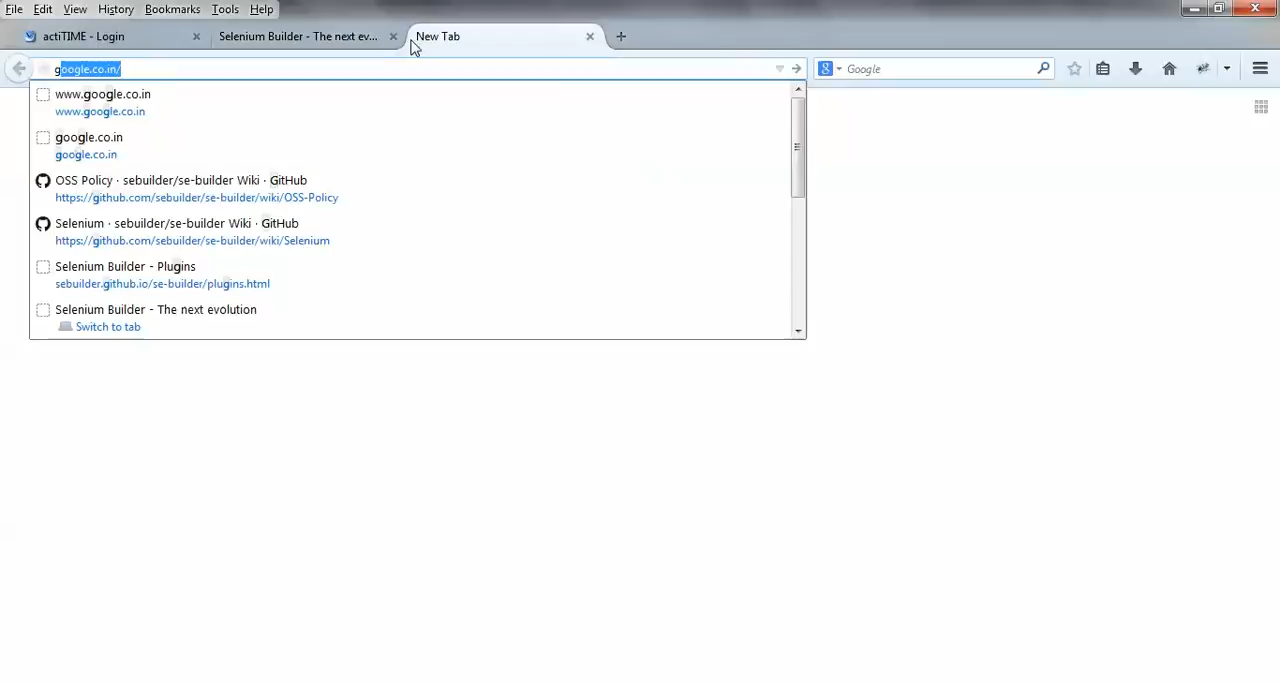 File Edit View History Bookmarks Tools Help
actiTIME - Login
Selenium Builder - The next ev...
New Tab
google.co.in/
Google
www.google.co.in
www.google.co.in
google.co.in
google.co.in
OSS Policy · sebuilder/se-builder Wiki · GitHub
https://github.com/sebuilder/se-builder/wiki/OSS-Policy
Selenium · sebuilder/se-builder Wiki · GitHub
https://github.com/sebuilder/se-builder/wiki/Selenium
Selenium Builder - Plugins
sebuilder.github.io/se-builder/plugins.html
Selenium Builder - The next evolution
Switch to tab